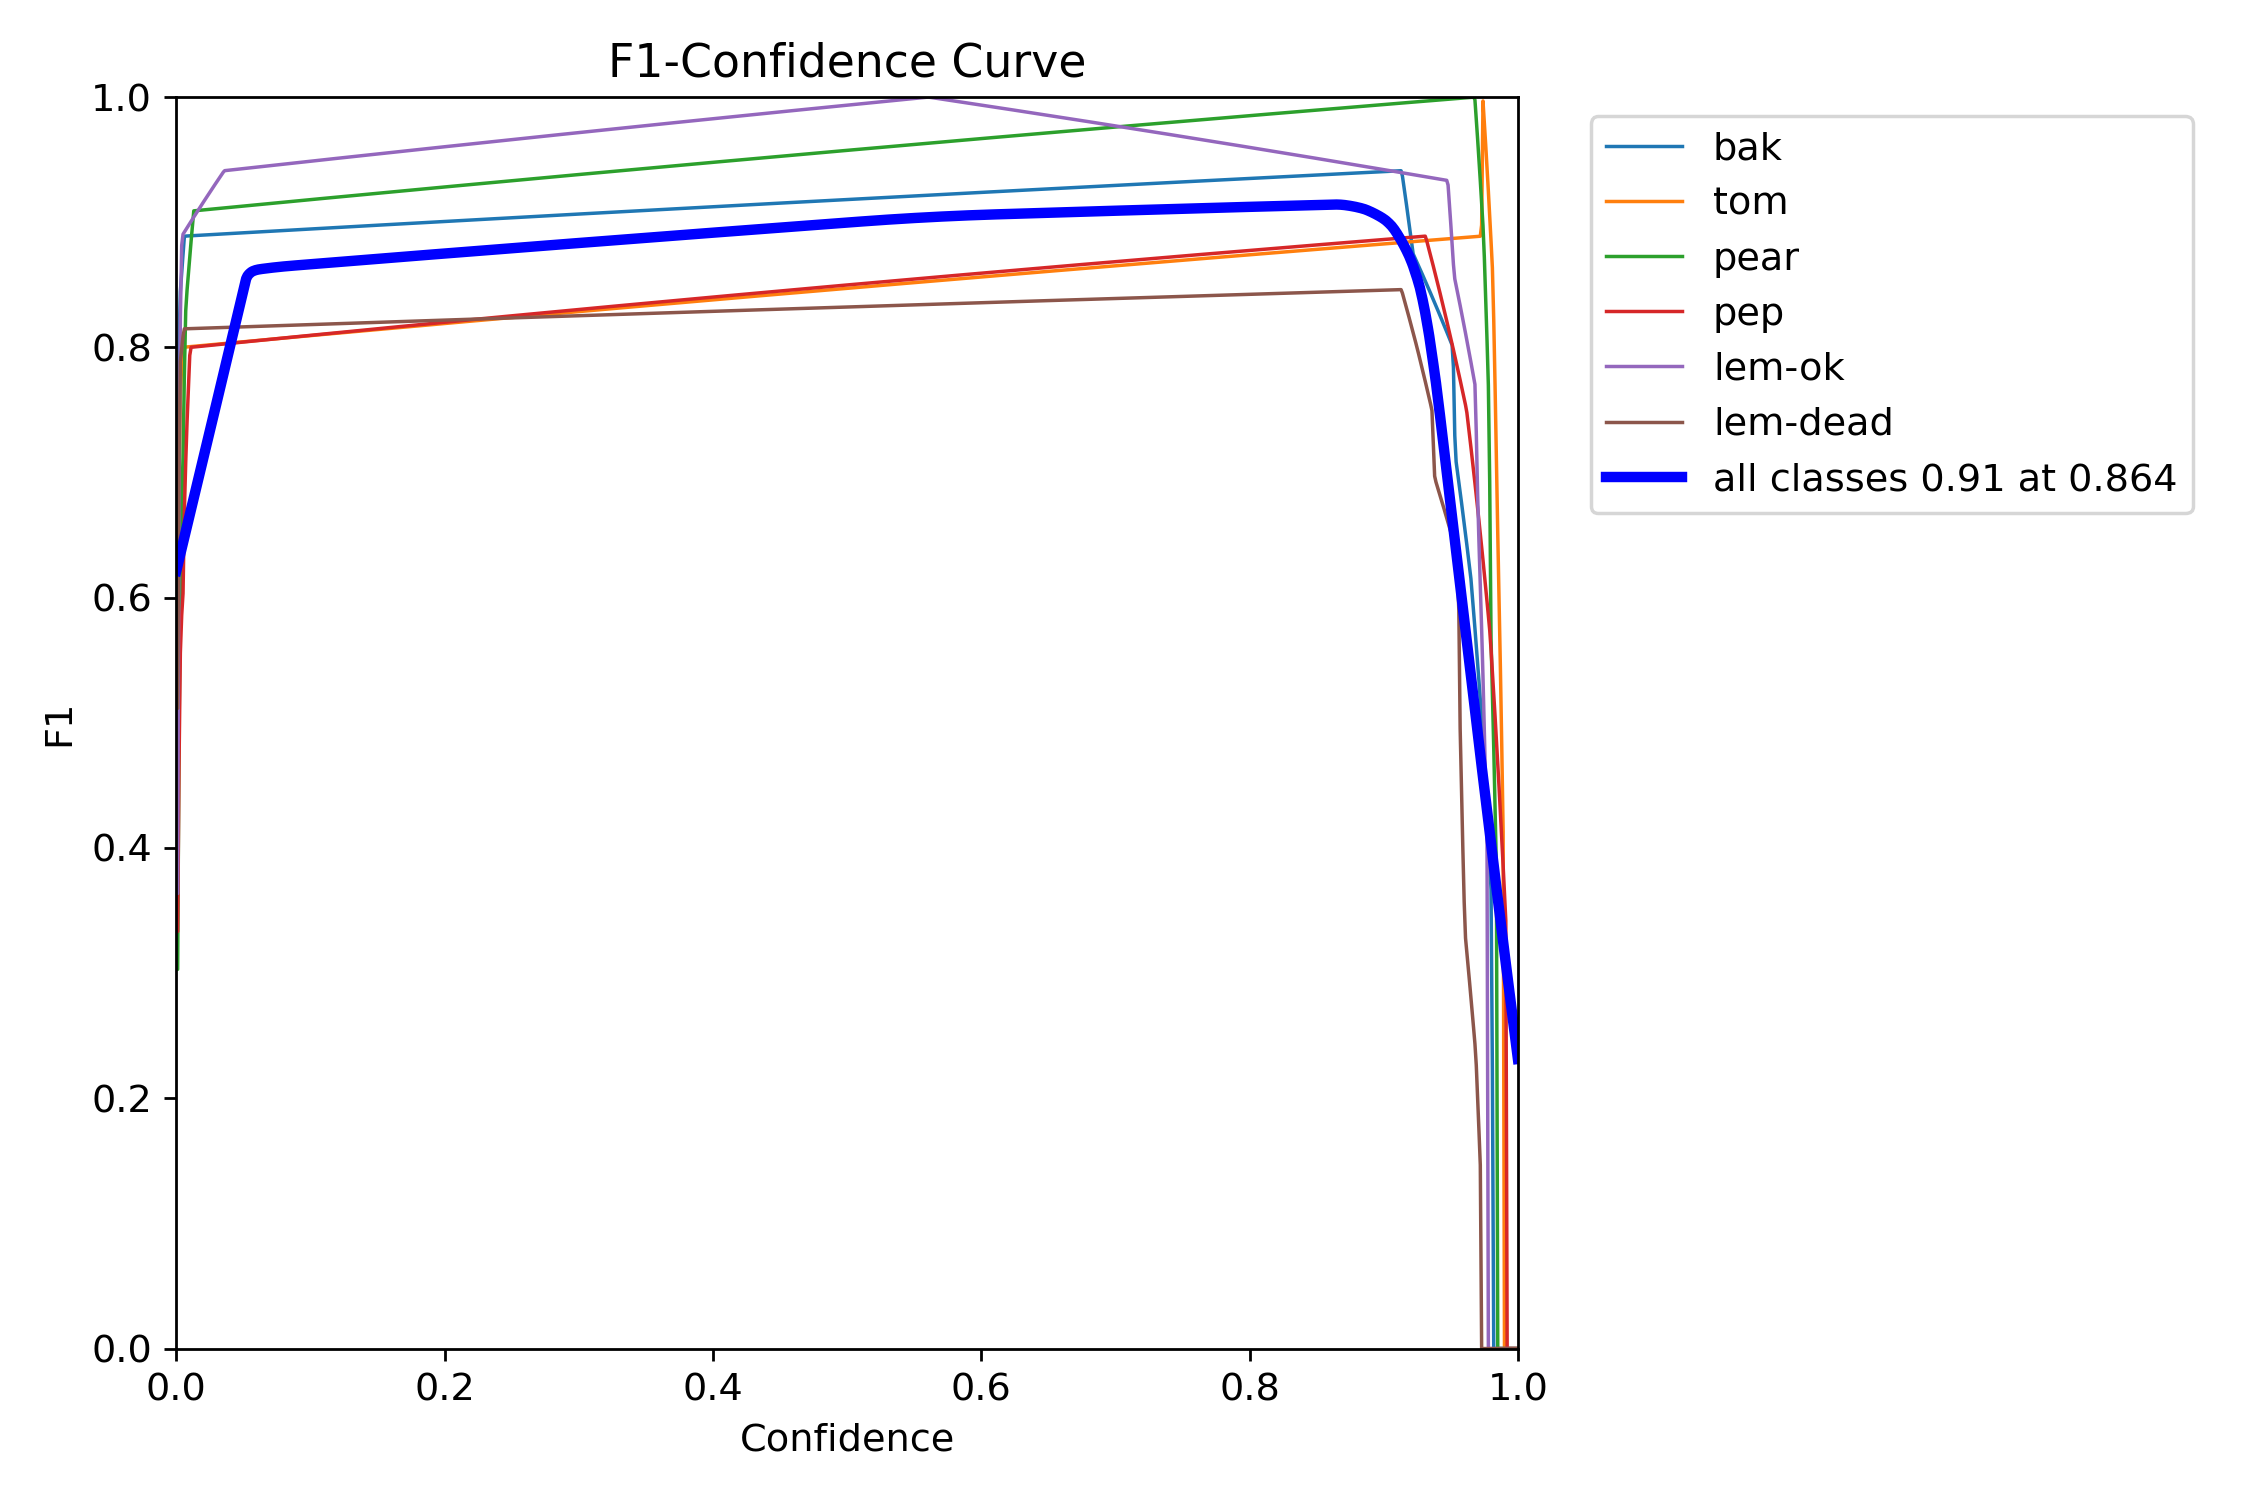 F1-Confidence Curve
1.0
0.8
0.6
0.4
0.2
0.0
F1
0.0 0.2 0.4 0.6 0.8 1.0
Confidence
bak
tom
pear
pep
lem-ok
lem-dead
all classes 0.91 at 0.864